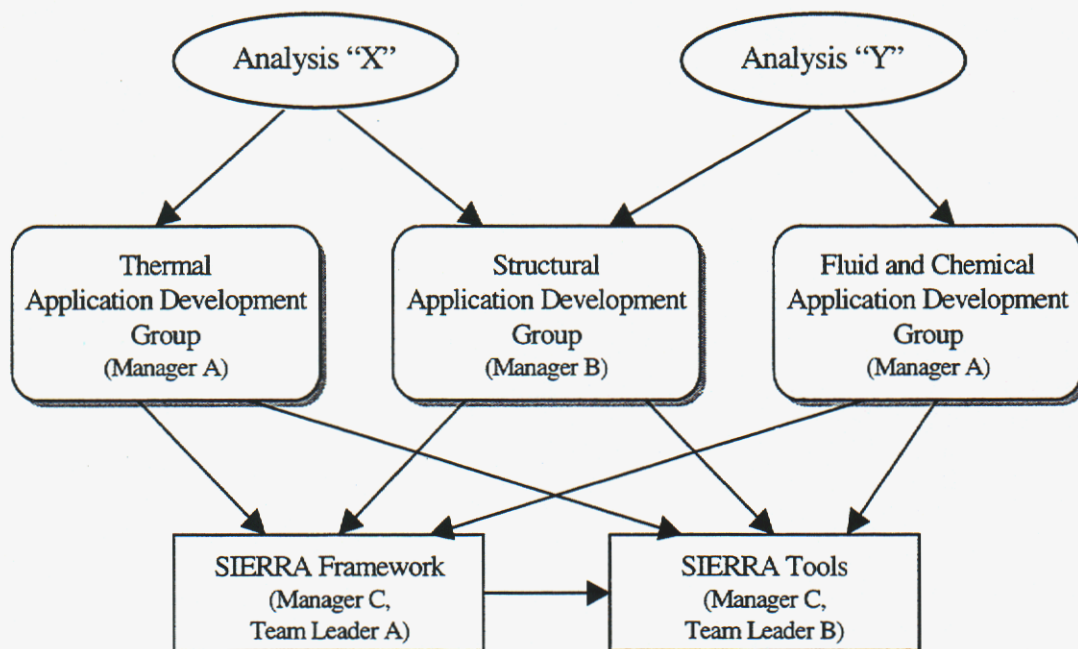 Analysis “X”
Analysis “Y”
Thermal
Application Development
Group
(Manager A)
Structural
Application Development
Group
(Manager B)
Fluid and Chemical
Application Development
Group
(Manager A)
SIERRA Framework
(Manager C,
Team Leader A)
SIERRA Tools
(Manager C,
Team Leader B)